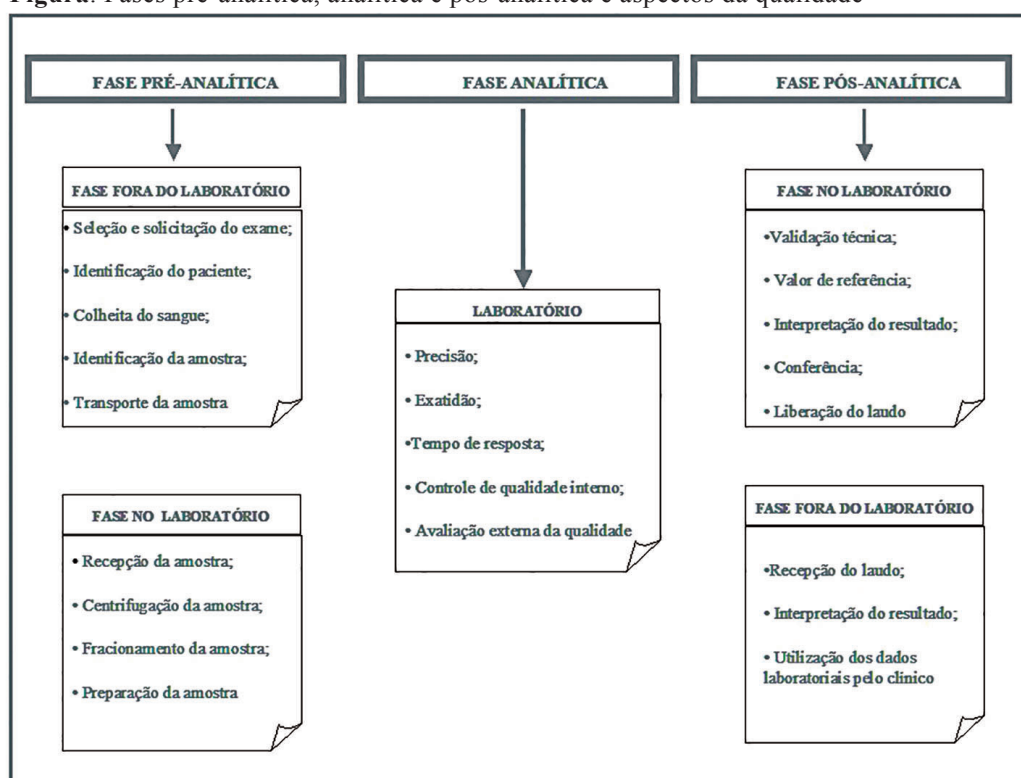 Figura: Fases pré-analítica, analítica e pós-analítica e aspectos da qualidade
FASE PRÉ-ANALÍTICA
FASE FORA DO LABORATÓRIO
• Seleção e solicitação do exame;
• Identificação do paciente;
• Colheita do sangue;
• Identificação da amostra;
• Transporte da amostra
FASE NO LABORATÓRIO
• Recepção da amostra;
• Centrifugação da amostra;
• Fracionamento da amostra;
• Preparação da amostra
FASE ANALÍTICA
LABORATÓRIO
• Precisão;
• Exatidão;
•Tempo de resposta;
• Controle de qualidade interno;
• Avaliação externa da qualidade
FASE PÓS-ANALÍTICA
FASE NO LABORATÓRIO
•Validação técnica;
• Valor de referência;
• Interpretação do resultado;
• Conferência;
• Liberação do laudo
FASE FORA DO LABORATÓRIO
•Recepção do laudo;
• Interpretação do resultado;
• Utilização dos dados
laboratoriais pelo clínico